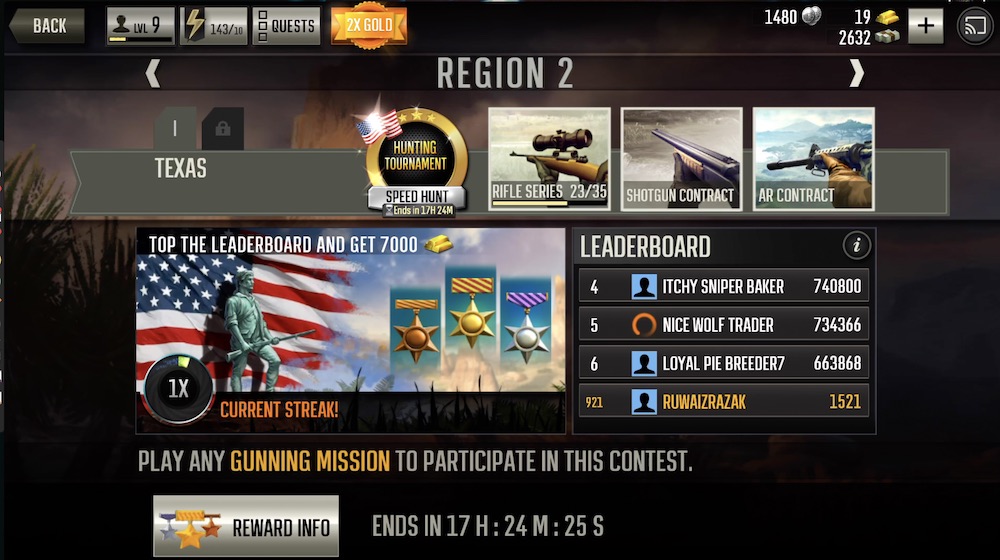 BACK
LVL 9
143/10
QUESTS
2X GOLD
1480
19
2632
+
REGION 2
I
TEXAS
HUNTING
TOURNAMENT
SPEED HUNT
Ends in 17H 24M
RIFLE SERIES 23/35
SHOTGUN CONTRACT
AR CONTRACT
TOP THE LEADERBOARD AND GET 7000
1X
CURRENT STREAK!
LEADERBOARD
i
4 ITCHY SNIPER BAKER 740800
5 NICE WOLF TRADER 734366
6 LOYAL PIE BREEDER7 663868
921 RUWAIZRAZAK 1521
PLAY ANY GUNNING MISSION TO PARTICIPATE IN THIS CONTEST.
REWARD INFO
ENDS IN 17 H : 24 M : 25 S